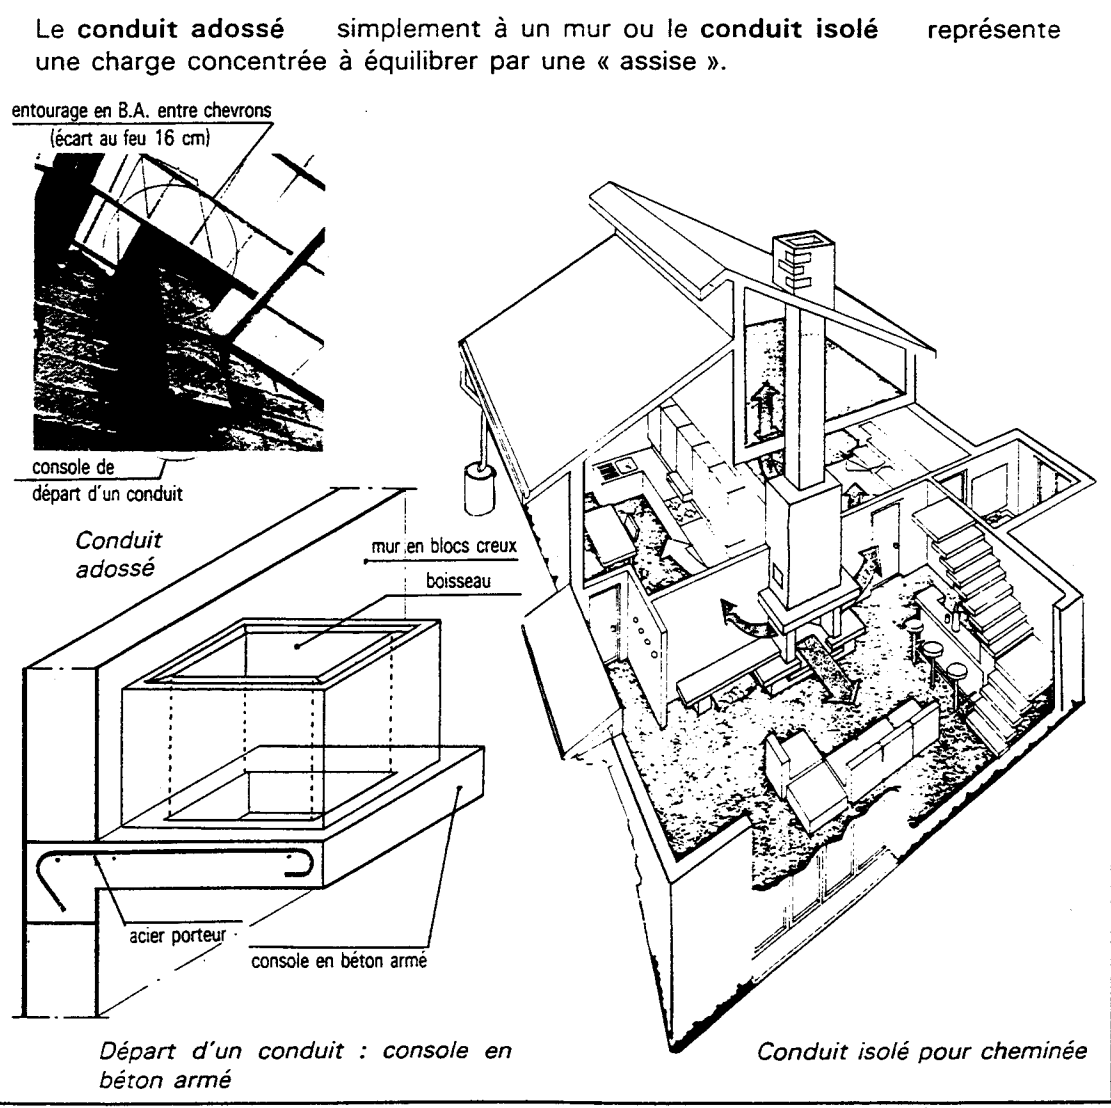 Le conduit adossé simplement à un mur ou le conduit isolé représente
une charge concentrée à équilibrer par une « assise ».
entourage en B.A. entre chevrons
(écart au feu 16 cm)
console de
départ d'un conduit
Conduit
adossé
mur en blocs creux
boisseau
acier porteur
console en béton armé
Départ d'un conduit : console en
béton armé
Conduit isolé pour cheminée